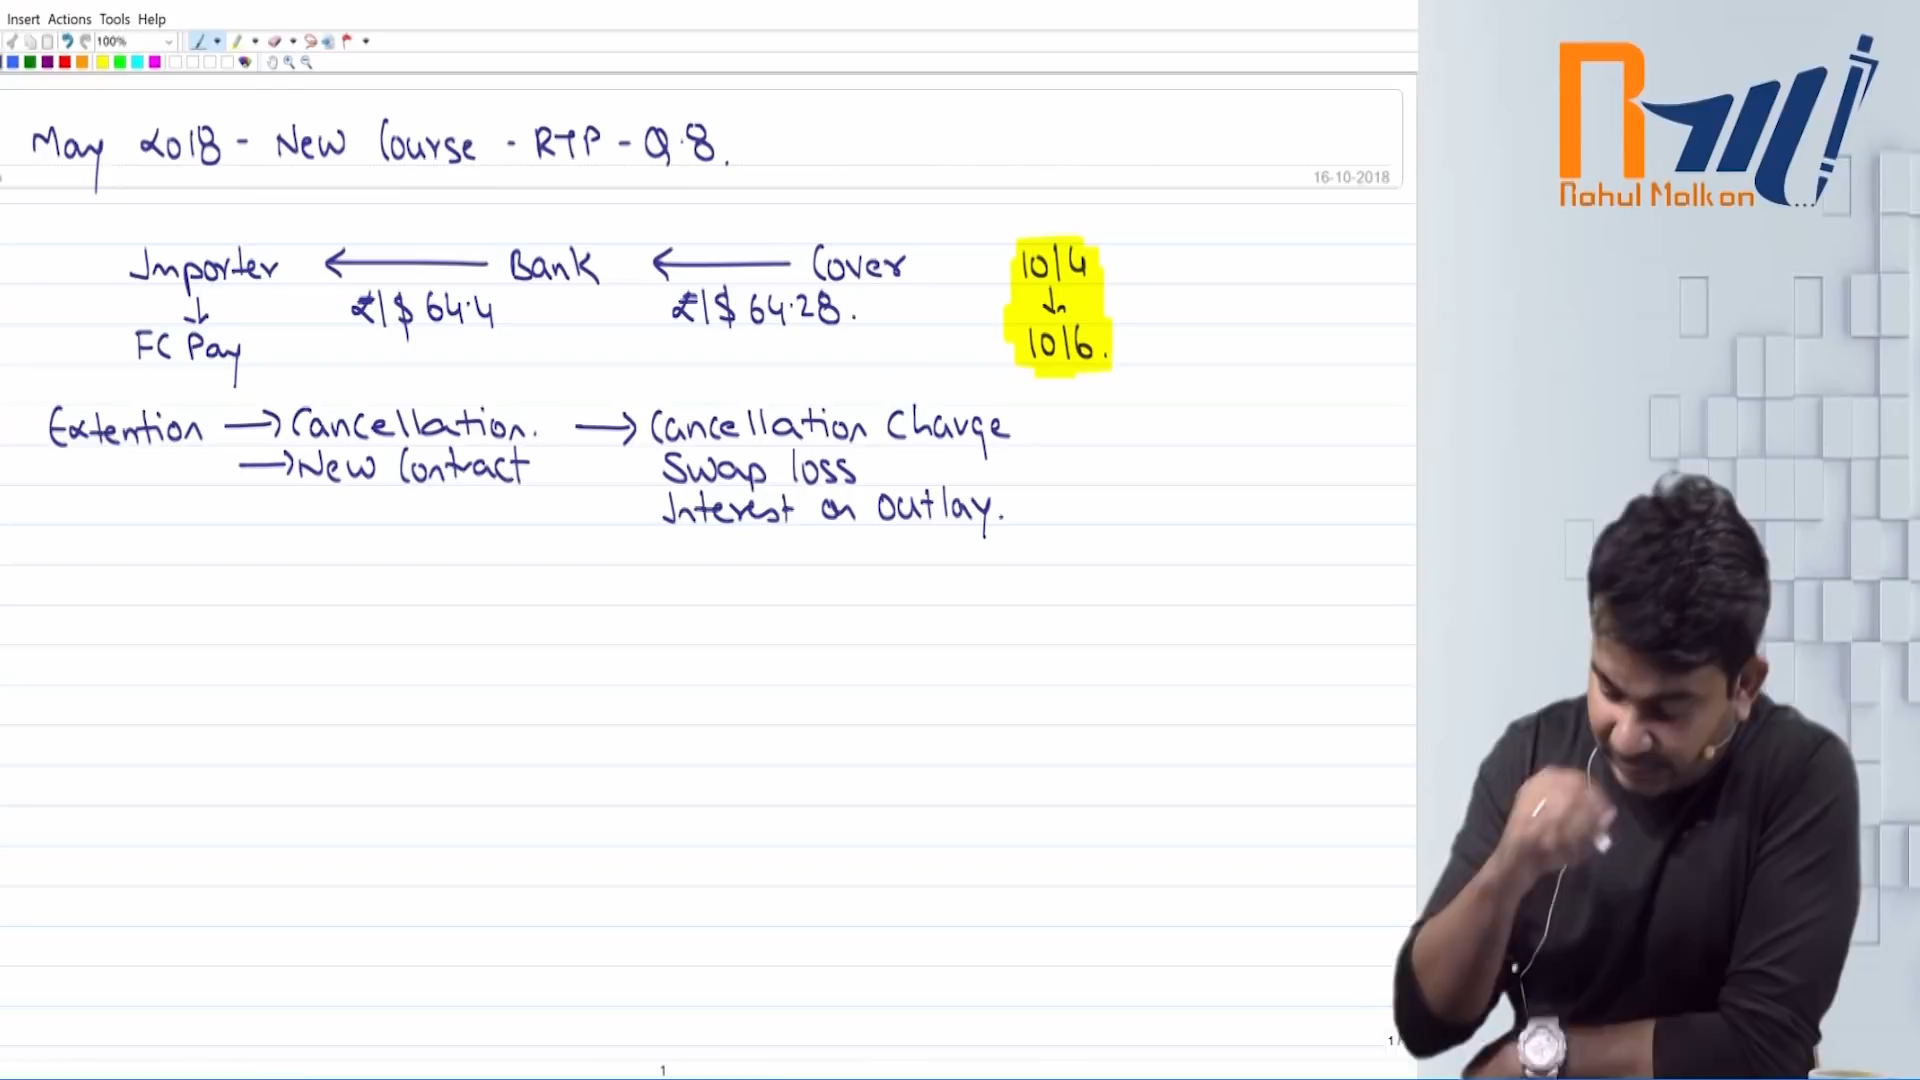 Insert Actions Tools Help
100%
May 2018 - New Course - RTP - Q.8.
16-10-2018
Importer ← Bank ← Cover
₹/$ 64.4 ₹/$ 64.28.
↓
FC Pay
10/4
↓
10/6.
Extention → Cancellation. → Cancellation Charge
→ New Contract Swap loss
Interest on outlay.
1 /
1
Rahul Malkan